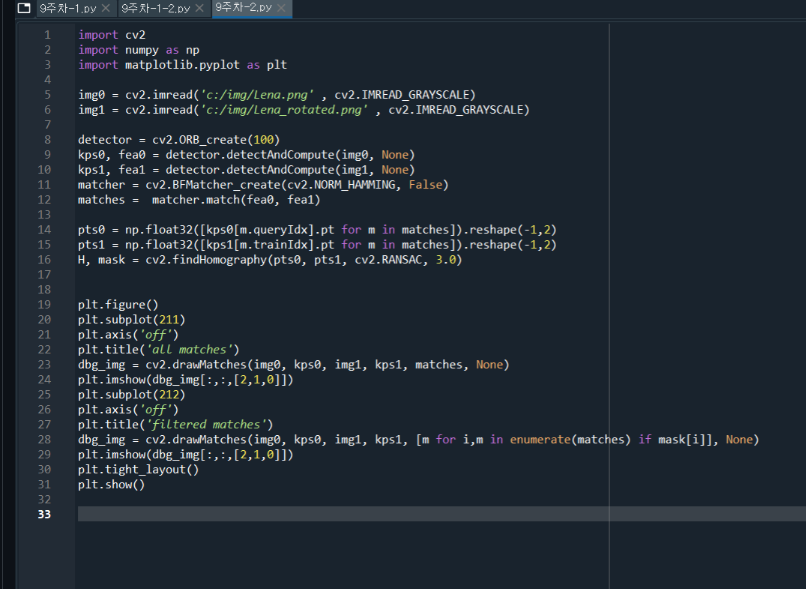 9주차-1.py × 9주차-1-2.py × 9주차-2.py ×
1 import cv2
2 import numpy as np
3 import matplotlib.pyplot as plt
4
5 img0 = cv2.imread('c:/img/Lena.png' , cv2.IMREAD_GRAYSCALE)
6 img1 = cv2.imread('c:/img/Lena_rotated.png' , cv2.IMREAD_GRAYSCALE)
7
8 detector = cv2.ORB_create(100)
9 kps0, fea0 = detector.detectAndCompute(img0, None)
10 kps1, fea1 = detector.detectAndCompute(img1, None)
11 matcher = cv2.BFMatcher_create(cv2.NORM_HAMMING, False)
12 matches =  matcher.match(fea0, fea1)
13
14 pts0 = np.float32([kps0[m.queryIdx].pt for m in matches]).reshape(-1,2)
15 pts1 = np.float32([kps1[m.trainIdx].pt for m in matches]).reshape(-1,2)
16 H, mask = cv2.findHomography(pts0, pts1, cv2.RANSAC, 3.0)
17
18
19 plt.figure()
20 plt.subplot(211)
21 plt.axis('off')
22 plt.title('all matches')
23 dbg_img = cv2.drawMatches(img0, kps0, img1, kps1, matches, None)
24 plt.imshow(dbg_img[:,:,[2,1,0]])
25 plt.subplot(212)
26 plt.axis('off')
27 plt.title('filtered matches')
28 dbg_img = cv2.drawMatches(img0, kps0, img1, kps1, [m for i,m in enumerate(matches) if mask[i]], None)
29 plt.imshow(dbg_img[:,:,[2,1,0]])
30 plt.tight_layout()
31 plt.show()
32
33